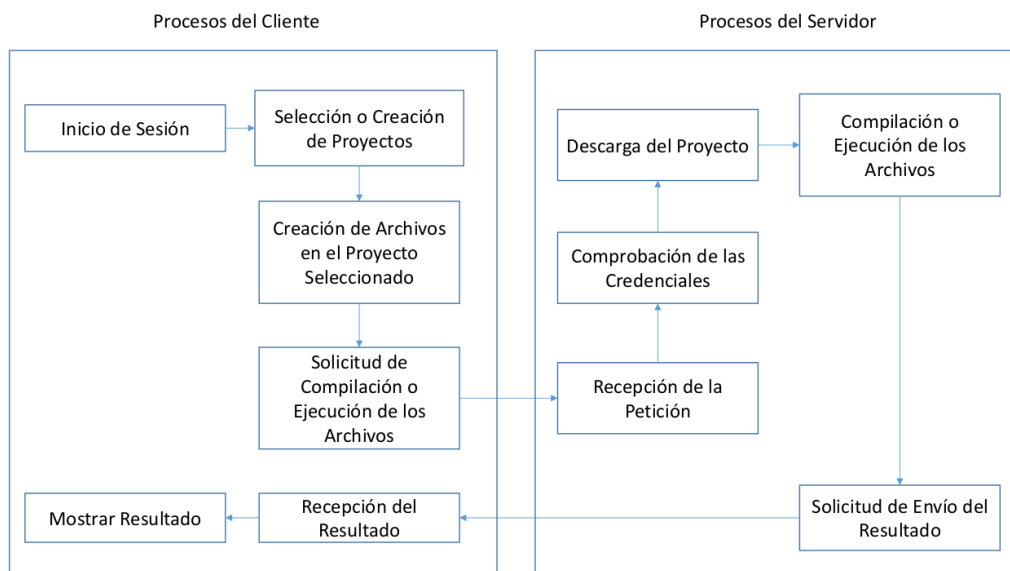 Procesos del Cliente
Procesos del Servidor
Inicio de Sesión
Selección o Creación
de Proyectos
Creación de Archivos
en el Proyecto
Seleccionado
Solicitud de
Compilación o
Ejecución de los
Archivos
Recepción de la
Petición
Comprobación de las
Credenciales
Descarga del Proyecto
Compilación o
Ejecución de los
Archivos
Solicitud de Envío del
Resultado
Recepción del
Resultado
Mostrar Resultado